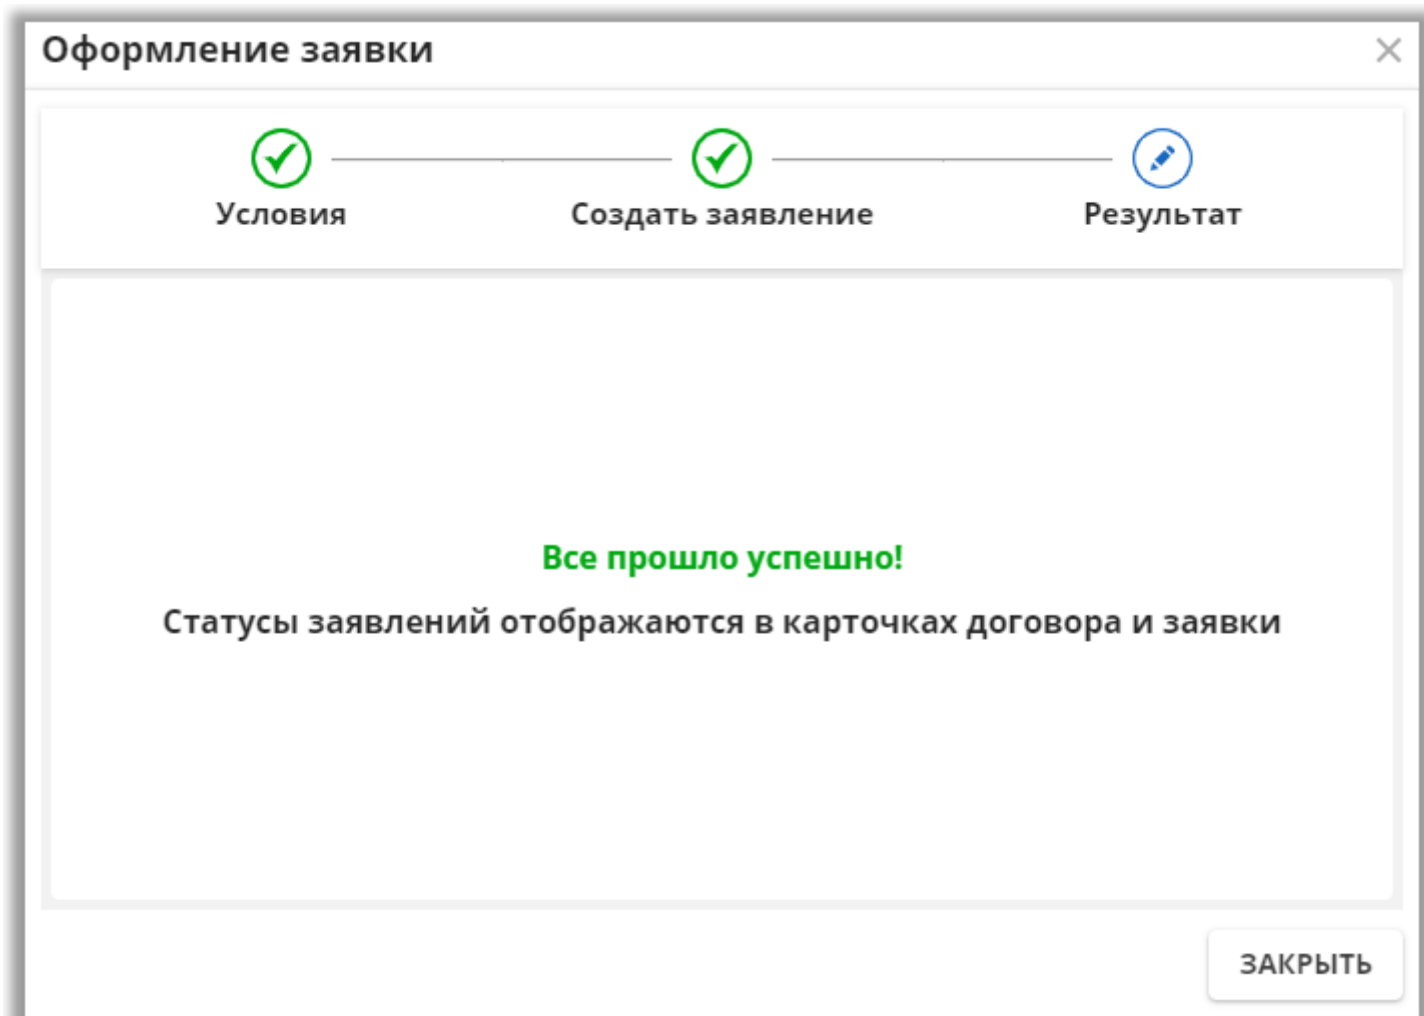 Оформление заявки
Условия
Создать заявление
Результат
Все прошло успешно!
Статусы заявлений отображаются в карточках договора и заявки
ЗАКРЫТЬ